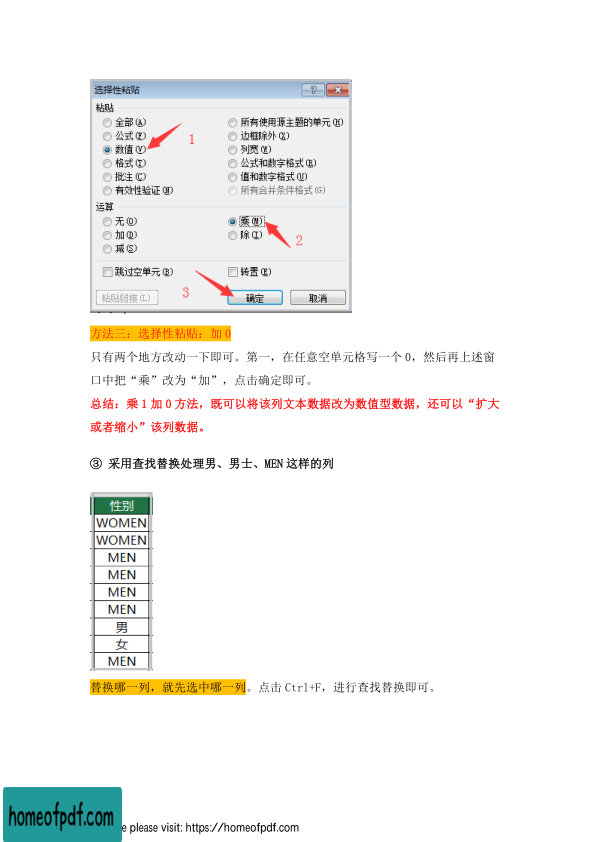 选择性粘贴
粘贴
全部(A)
所有使用源主题的单元(H)
公式(F)
边框除外(X)
数值(V)
1
列宽(W)
格式(T)
公式和数字格式(R)
批注(C)
值和数字格式(U)
有效性验证(N)
所有合并条件格式(G)
运算
无(O)
乘(M)
加(D)
除(I)
2
减(S)
跳过空单元(B)
转置(E)
3
粘贴链接(L)
确定
取消
方法三：选择性粘贴：加0
只有两个地方改动一下即可。第一，在任意空单元格写一个0，然后再上述窗
口中把“乘”改为“加”，点击确定即可。
总结：乘1加0方法，既可以将该列文本数据改为数值型数据，还可以“扩大
或者缩小”该列数据。
③ 采用查找替换处理男、男士、MEN这样的列
性别
WOMEN
WOMEN
MEN
MEN
MEN
MEN
男
女
MEN
替换哪一列，就先选中哪一列。点击Ctrl+F，进行查找替换即可。
homeofpdf.com
e please visit: https://homeofpdf.com